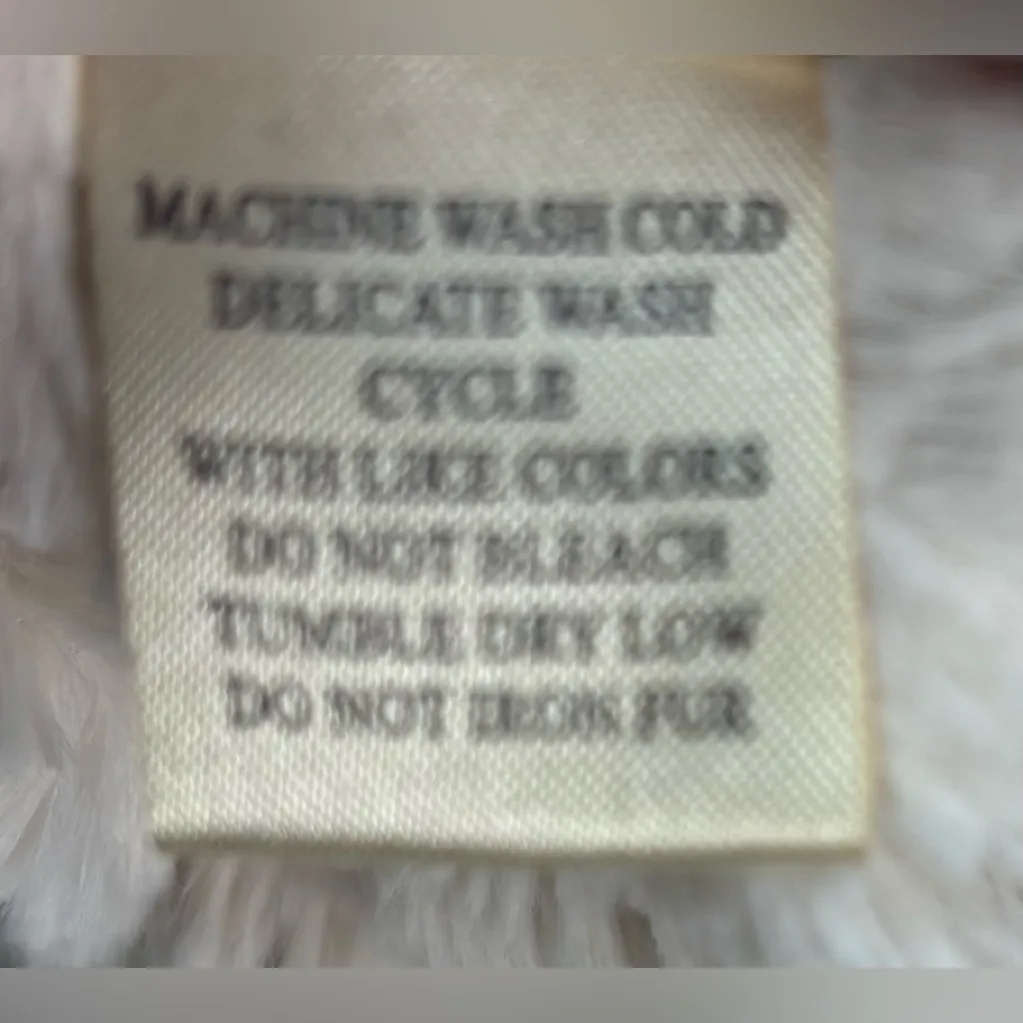 MACHINE WASH COLD
DELICATE WASH
CYCLE
WITH LIKE COLORS
DO NOT BLEACH
TUMBLE DRY LOW
DO NOT IRON FUR